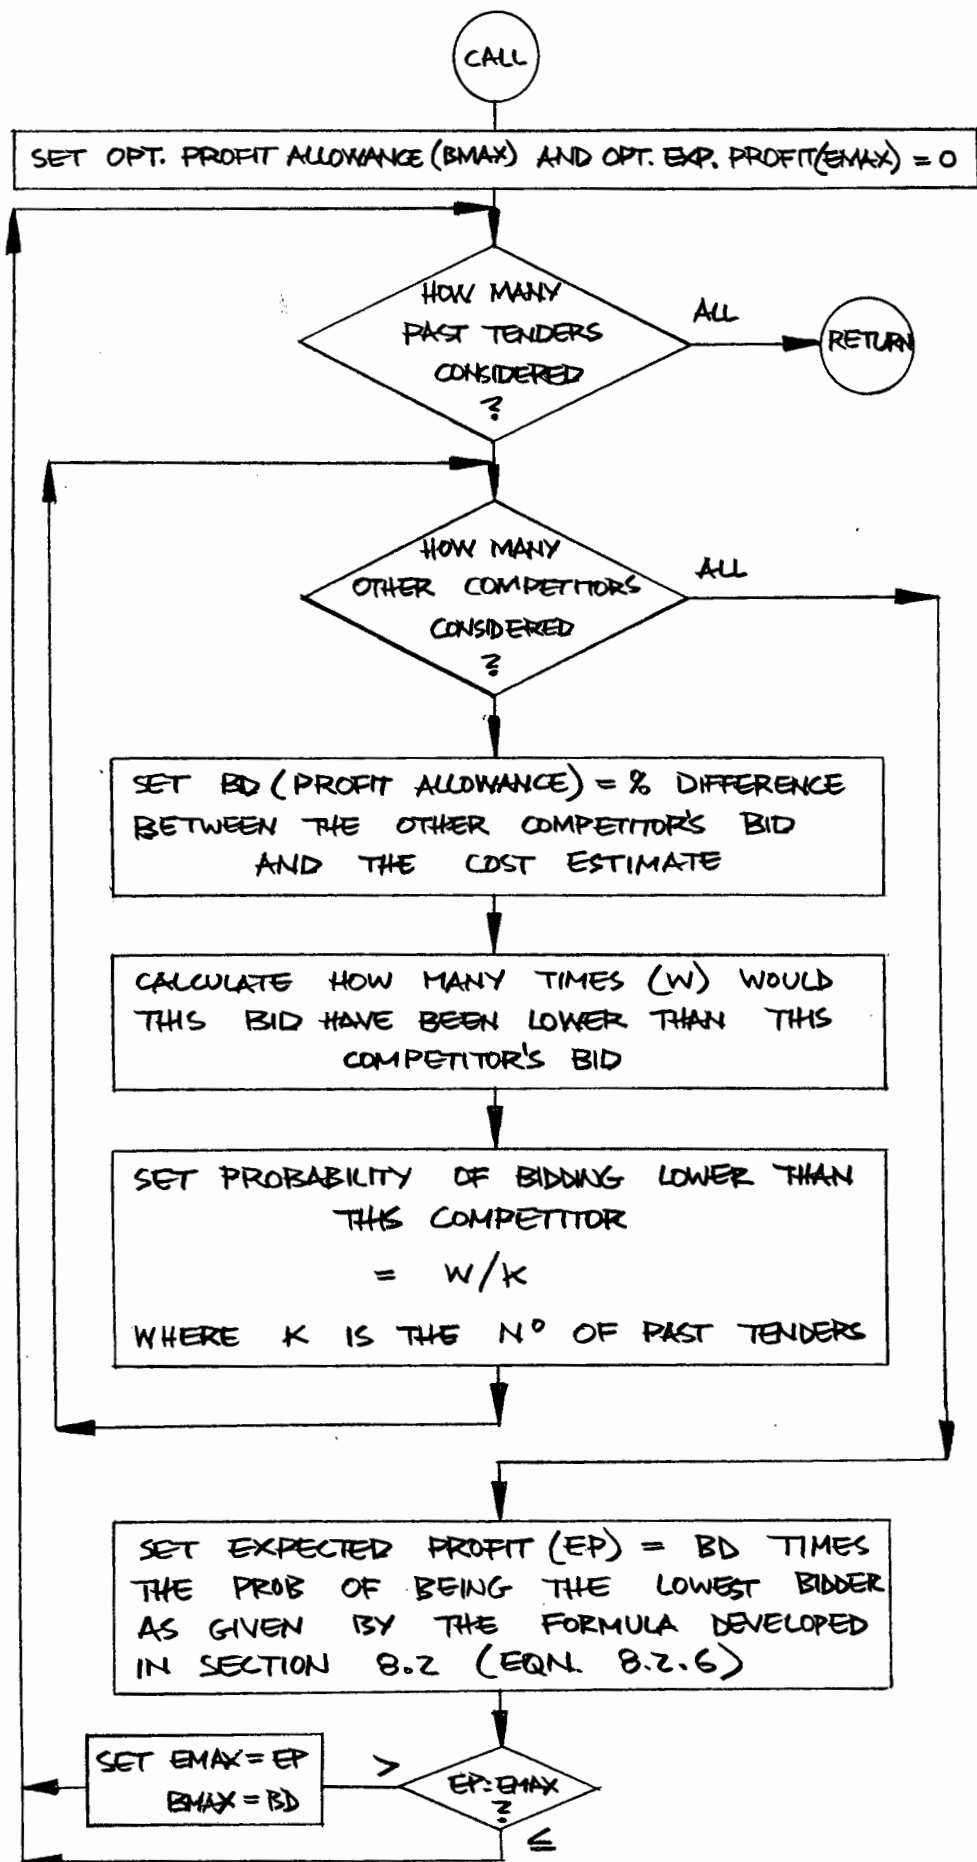 CALL
SET OPT. PROFIT ALLOWANCE (BMAX) AND OPT. EXP. PROFIT (EMAX) = 0
HOW MANY
PAST TENDERS
CONSIDERED
?
ALL
RETURN
HOW MANY
OTHER COMPETITORS
CONSIDERED
?
ALL
SET BD (PROFIT ALLOWANCE) = % DIFFERENCE
BETWEEN THE OTHER COMPETITOR'S BID
AND THE COST ESTIMATE
CALCULATE HOW MANY TIMES (W) WOULD
THIS BID HAVE BEEN LOWER THAN THIS
COMPETITOR'S BID
SET PROBABILITY OF BIDDING LOWER THAN
THIS COMPETITOR
= W/K
WHERE K IS THE Nº OF PAST TENDERS
SET EXPECTED PROFIT (EP) = BD TIMES
THE PROB OF BEING THE LOWEST BIDDER
AS GIVEN BY THE FORMULA DEVELOPED
IN SECTION 8.2 (EQN. 8.2.6)
SET EMAX = EP
BMAX = BD
>
EP:EMAX
?
≤